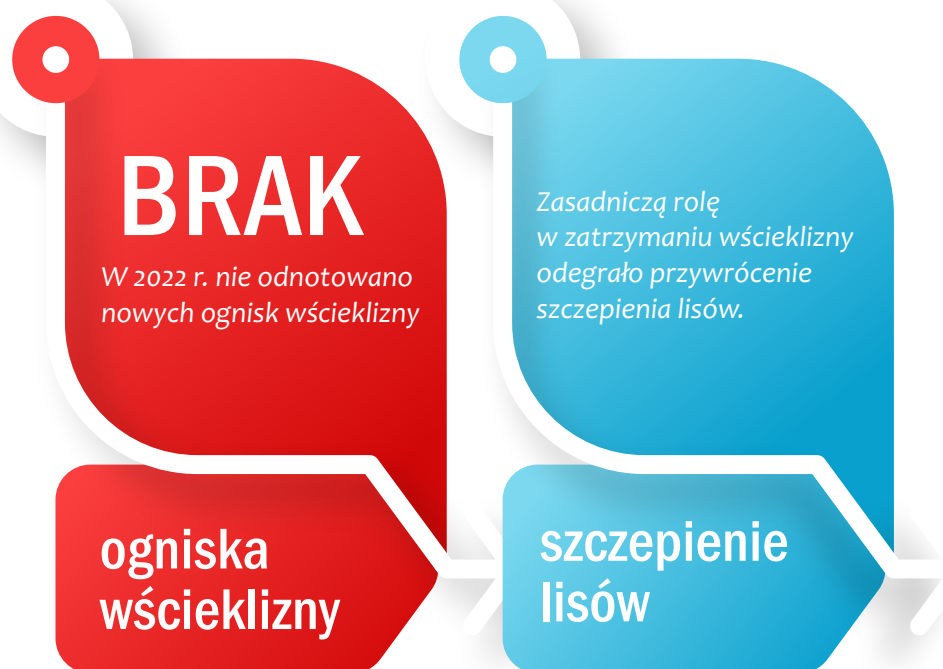 BRAK
W 2022 r. nie odnotowano
nowych ognisk wścieklizny
ogniska
wścieklizny
Zasadniczą rolę
w zatrzymaniu wścieklizny
odegrało przywrócenie
szczepienia lisów.
szczepienie
lisów